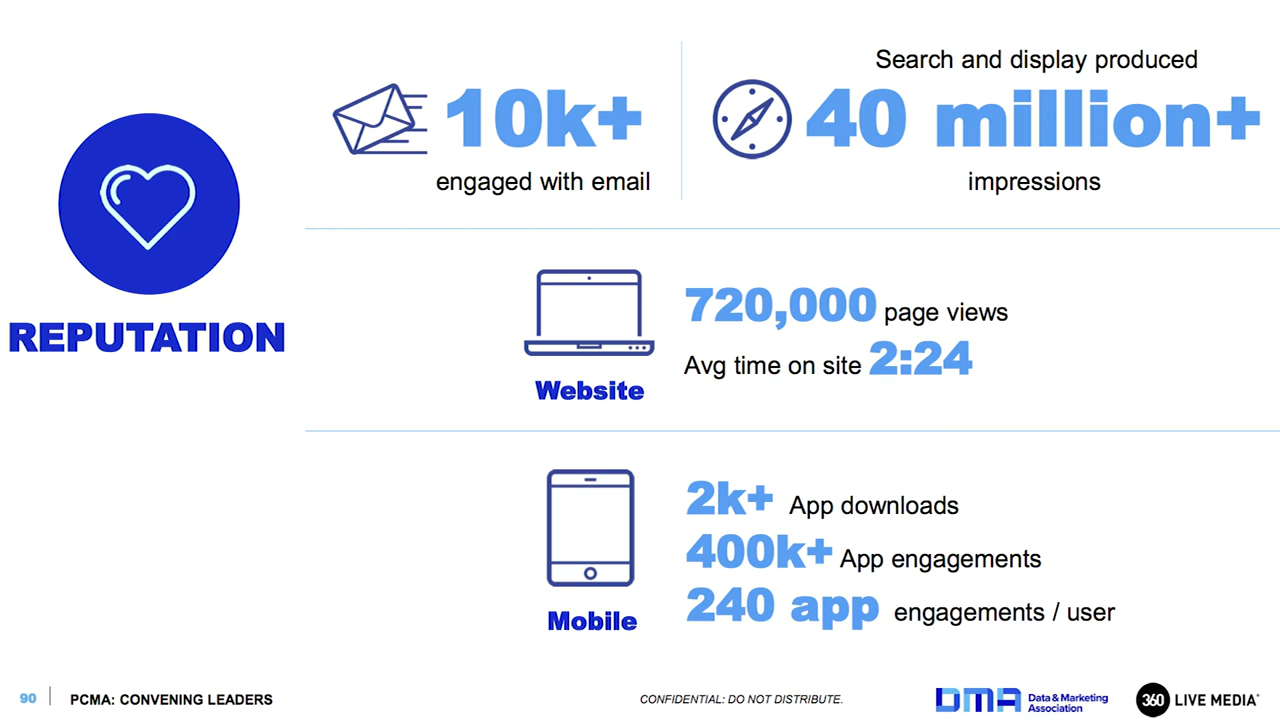 REPUTATION
10k+
engaged with email
Search and display produced
40 million+
impressions
Website
720,000 page views
Avg time on site 2:24
Mobile
2k+ App downloads
400k+ App engagements
240 app engagements / user
90 PCMA: CONVENING LEADERS
CONFIDENTIAL: DO NOT DISTRIBUTE.
DMA Data & Marketing
Association
360 LIVE MEDIA